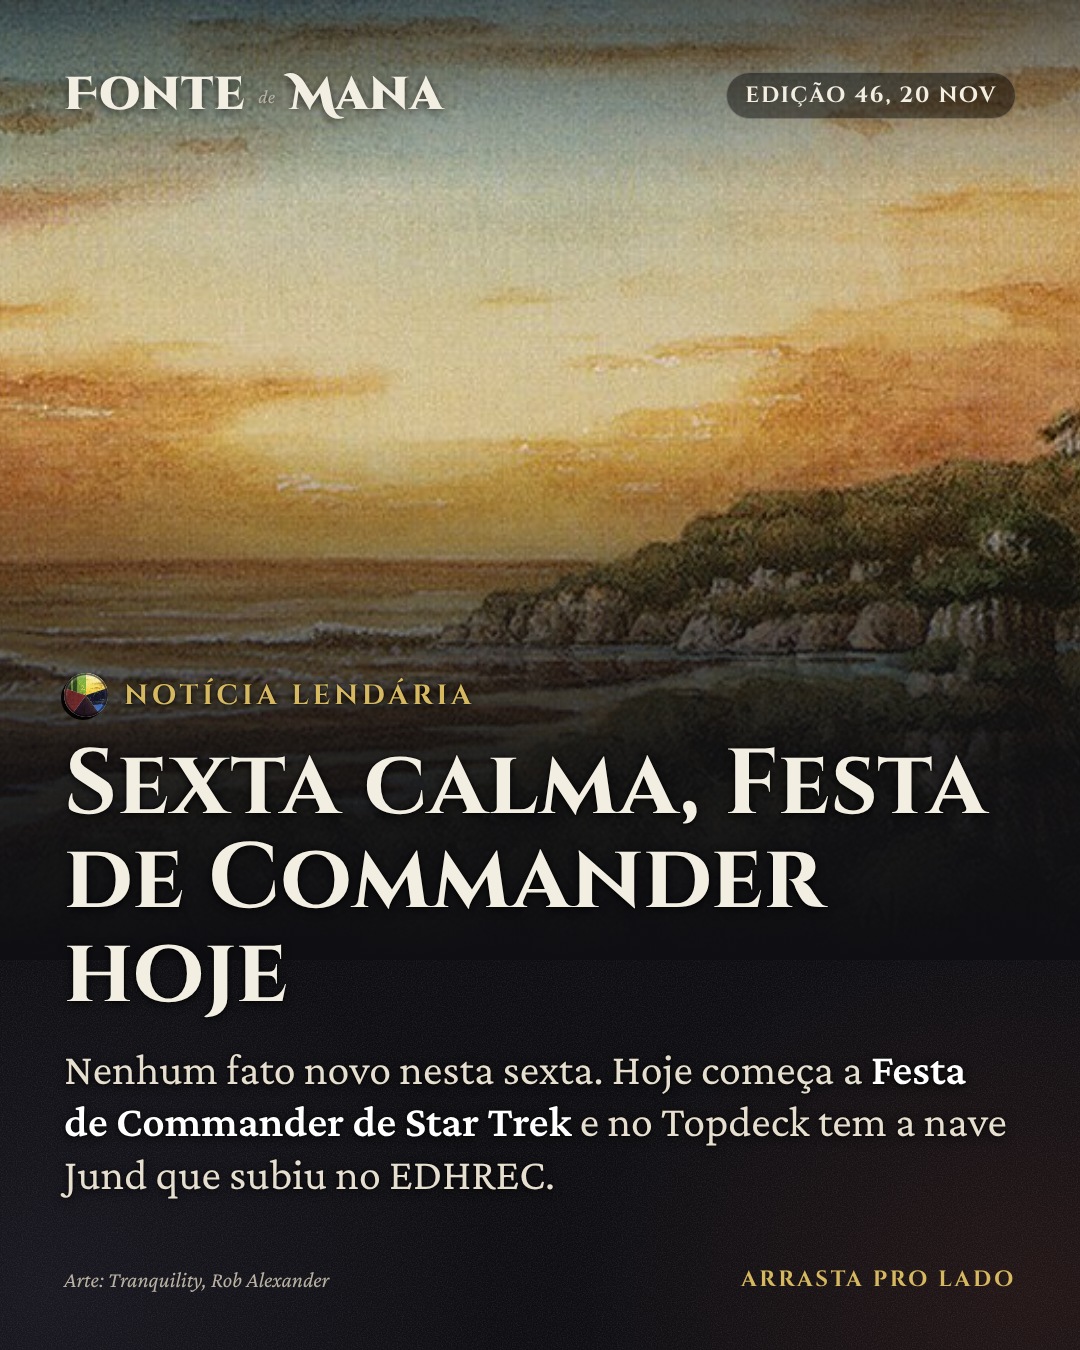 Fonte de Mana
EDIÇÃO 46, 20 NOV
NOTÍCIA LENDÁRIA
Sexta calma, Festa
de Commander
hoje
Nenhum fato novo nesta sexta. Hoje começa a Festa
de Commander de Star Trek e no Topdeck tem a nave
Jund que subiu no EDHREC.
Arte: Tranquility, Rob Alexander
ARRASTA PRO LADO